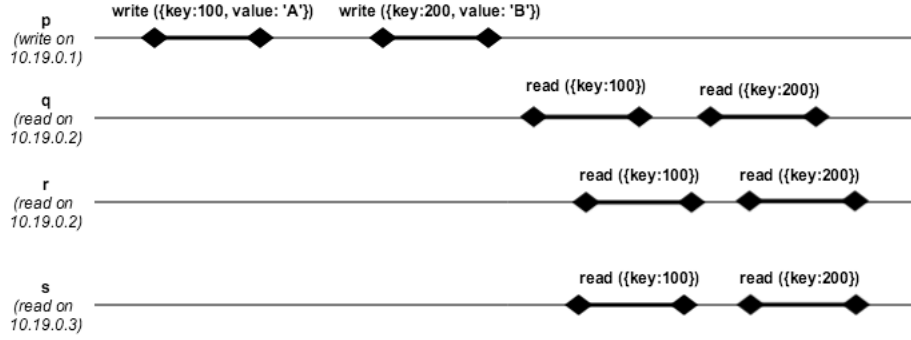 write ({key:100, value: 'A'}) write ({key:200, value: 'B'})
p
(write on
10.19.0.1)
read ({key:100}) read ({key:200})
q
(read on
10.19.0.2)
read ({key:100}) read ({key:200})
r
(read on
10.19.0.2)
read ({key:100}) read ({key:200})
s
(read on
10.19.0.3)